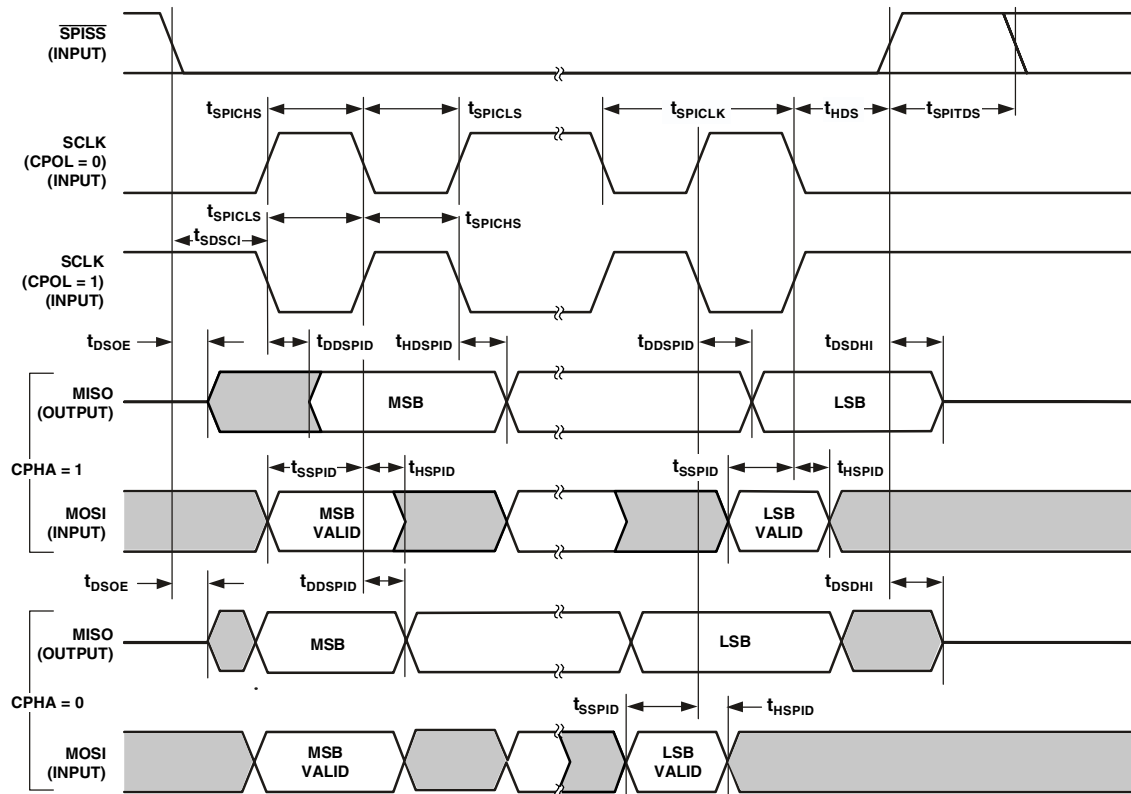 SPISS
(INPUT)
tSPICHS tSPICLS tSPICLK tHDS tSPITDS
SCLK
(CPOL = 0)
(INPUT)
tSPICLS tSPICHS
tSDSCI
SCLK
(CPOL = 1)
(INPUT)
tDSOE tDDSPID tHDSPID tDDSPID tDSDHI
MISO
(OUTPUT)
MSB LSB
CPHA = 1
tSSPID tHSPID tSSPID tHSPID
MOSI
(INPUT)
MSB
VALID
LSB
VALID
tDSOE tDDSPID tDSDHI
MISO
(OUTPUT)
MSB LSB
CPHA = 0
tSSPID tHSPID
MOSI
(INPUT)
MSB
VALID
LSB
VALID